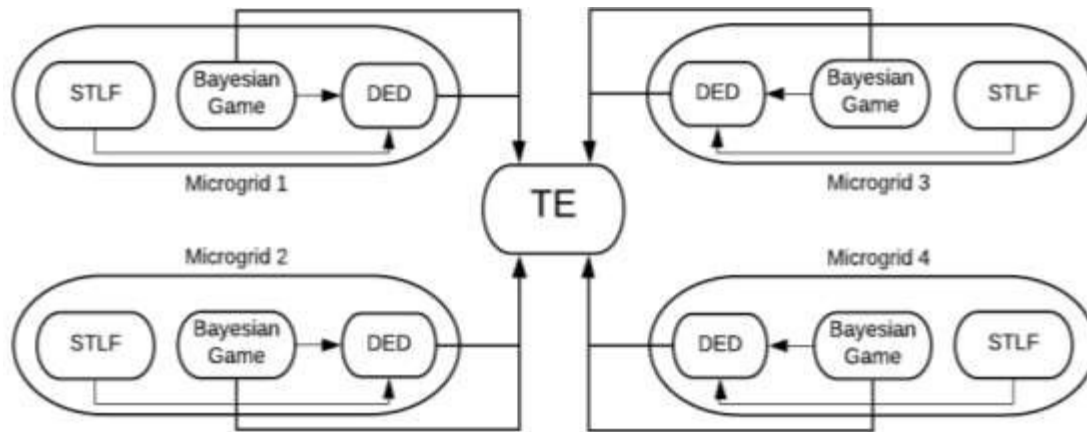 STLF
Bayesian
Game
DED
Microgrid 1
DED
Bayesian
Game
STLF
Microgrid 3
TE
Microgrid 2
STLF
Bayesian
Game
DED
Microgrid 4
DED
Bayesian
Game
STLF